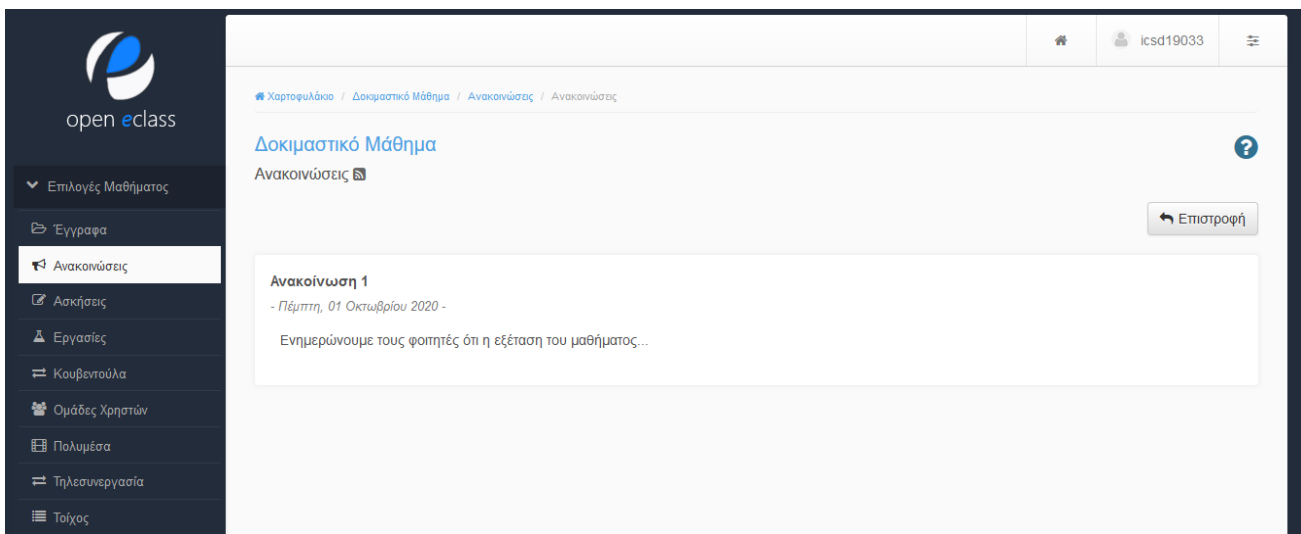 open eclass
icsd19033
Χαρτοφυλάκιο / Δοκιμαστικό Μάθημα / Ανακοινώσεις / Ανακοινώσεις
Δοκιμαστικό Μάθημα
Ανακοινώσεις
Επιστροφή
Επιλογές Μαθήματος
Έγγραφα
Ανακοινώσεις
Ασκήσεις
Εργασίες
Κουβεντούλα
Ομάδες Χρηστών
Πολυμέσα
Τηλεσυνεργασία
Τοίχος
Ανακοίνωση 1
- Πέμπτη, 01 Οκτωβρίου 2020 -
Ενημερώνουμε τους φοιτητές ότι η εξέταση του μαθήματος...